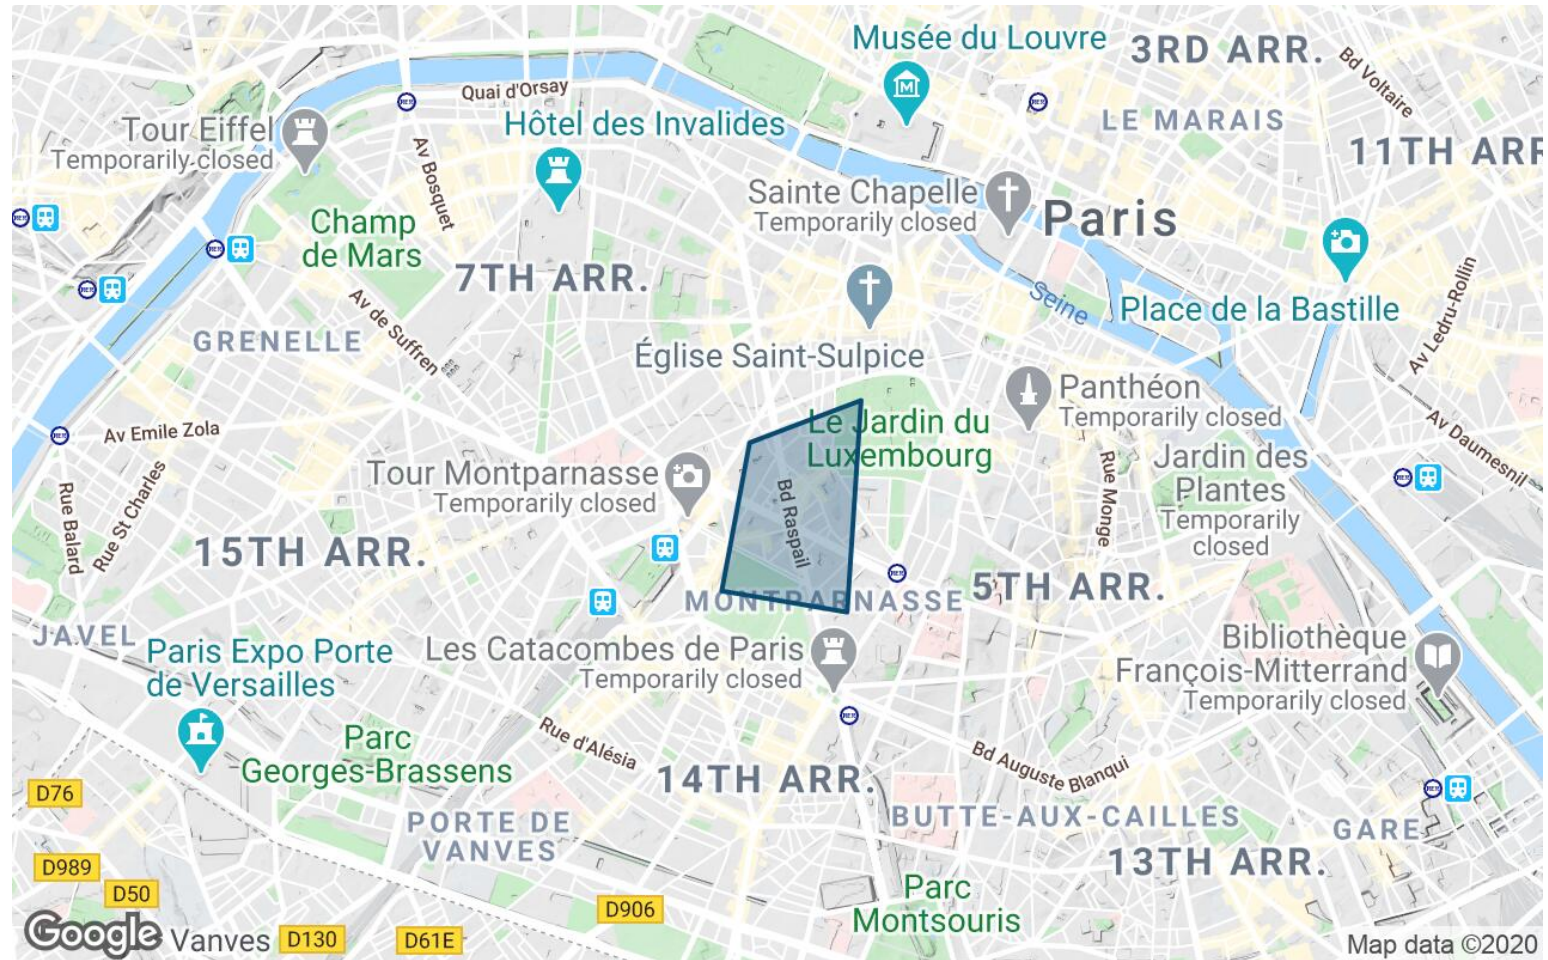 Musée du Louvre
3RD ARR.
Bd Voltaire
Quai d'Orsay
Tour Eiffel
Temporarily closed
Hôtel des Invalides
LE MARAIS
11TH ARR
Av Bosquet
Sainte Chapelle
Temporarily closed
Paris
Champ
de Mars
7TH ARR.
Seine
Place de la Bastille
Av Ledru-Rollin
GRENELLE
Av de Suffren
Église Saint-Sulpice
Panthéon
Temporarily closed
Av Emile Zola
Le Jardin du
Luxembourg
Av Daumesnil
Tour Montparnasse
Temporarily closed
Bd Raspail
Rue Monge
Jardin des
Plantes
Temporarily
closed
Rue Balard
Rue St Charles
15TH ARR.
MONTPARNASSE
5TH ARR.
JAVEL
Paris Expo Porte
de Versailles
Les Catacombes de Paris
Temporarily closed
Bibliothèque
François-Mitterrand
Temporarily closed
Parc
Georges-Brassens
Rue d'Alésia
14TH ARR.
Bd Auguste Blanqui
D76
PORTE DE
VANVES
BUTTE-AUX-CAILLES
GARE
13TH ARR.
D989
D50
D906
Parc
Montsouris
Google
Vanves
D130
D61E
Map data ©2020